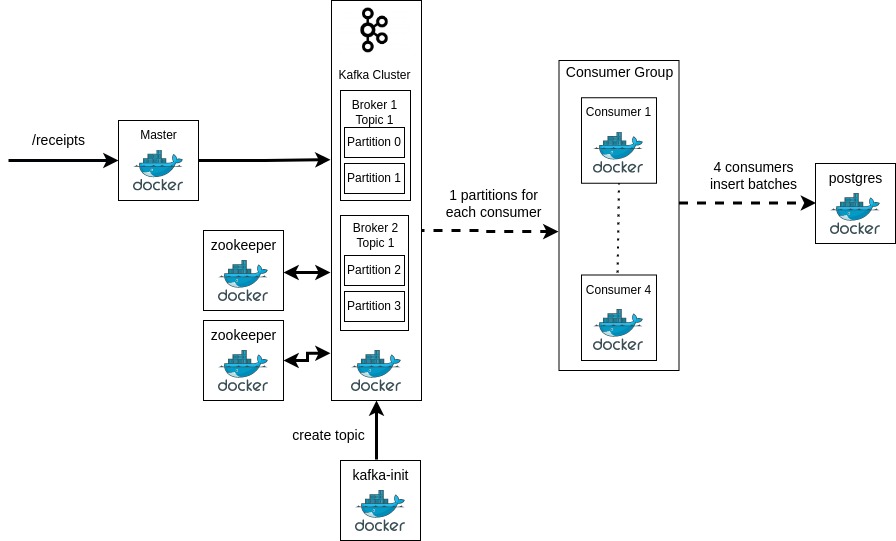 /receipts
Master
docker
zookeeper
docker
zookeeper
docker
Kafka Cluster
Broker 1
Topic 1
Partition 0
Partition 1
Broker 2
Topic 1
Partition 2
Partition 3
docker
create topic
kafka-init
docker
1 partitions for
each consumer
Consumer Group
Consumer 1
docker
Consumer 4
docker
4 consumers
insert batches
postgres
docker